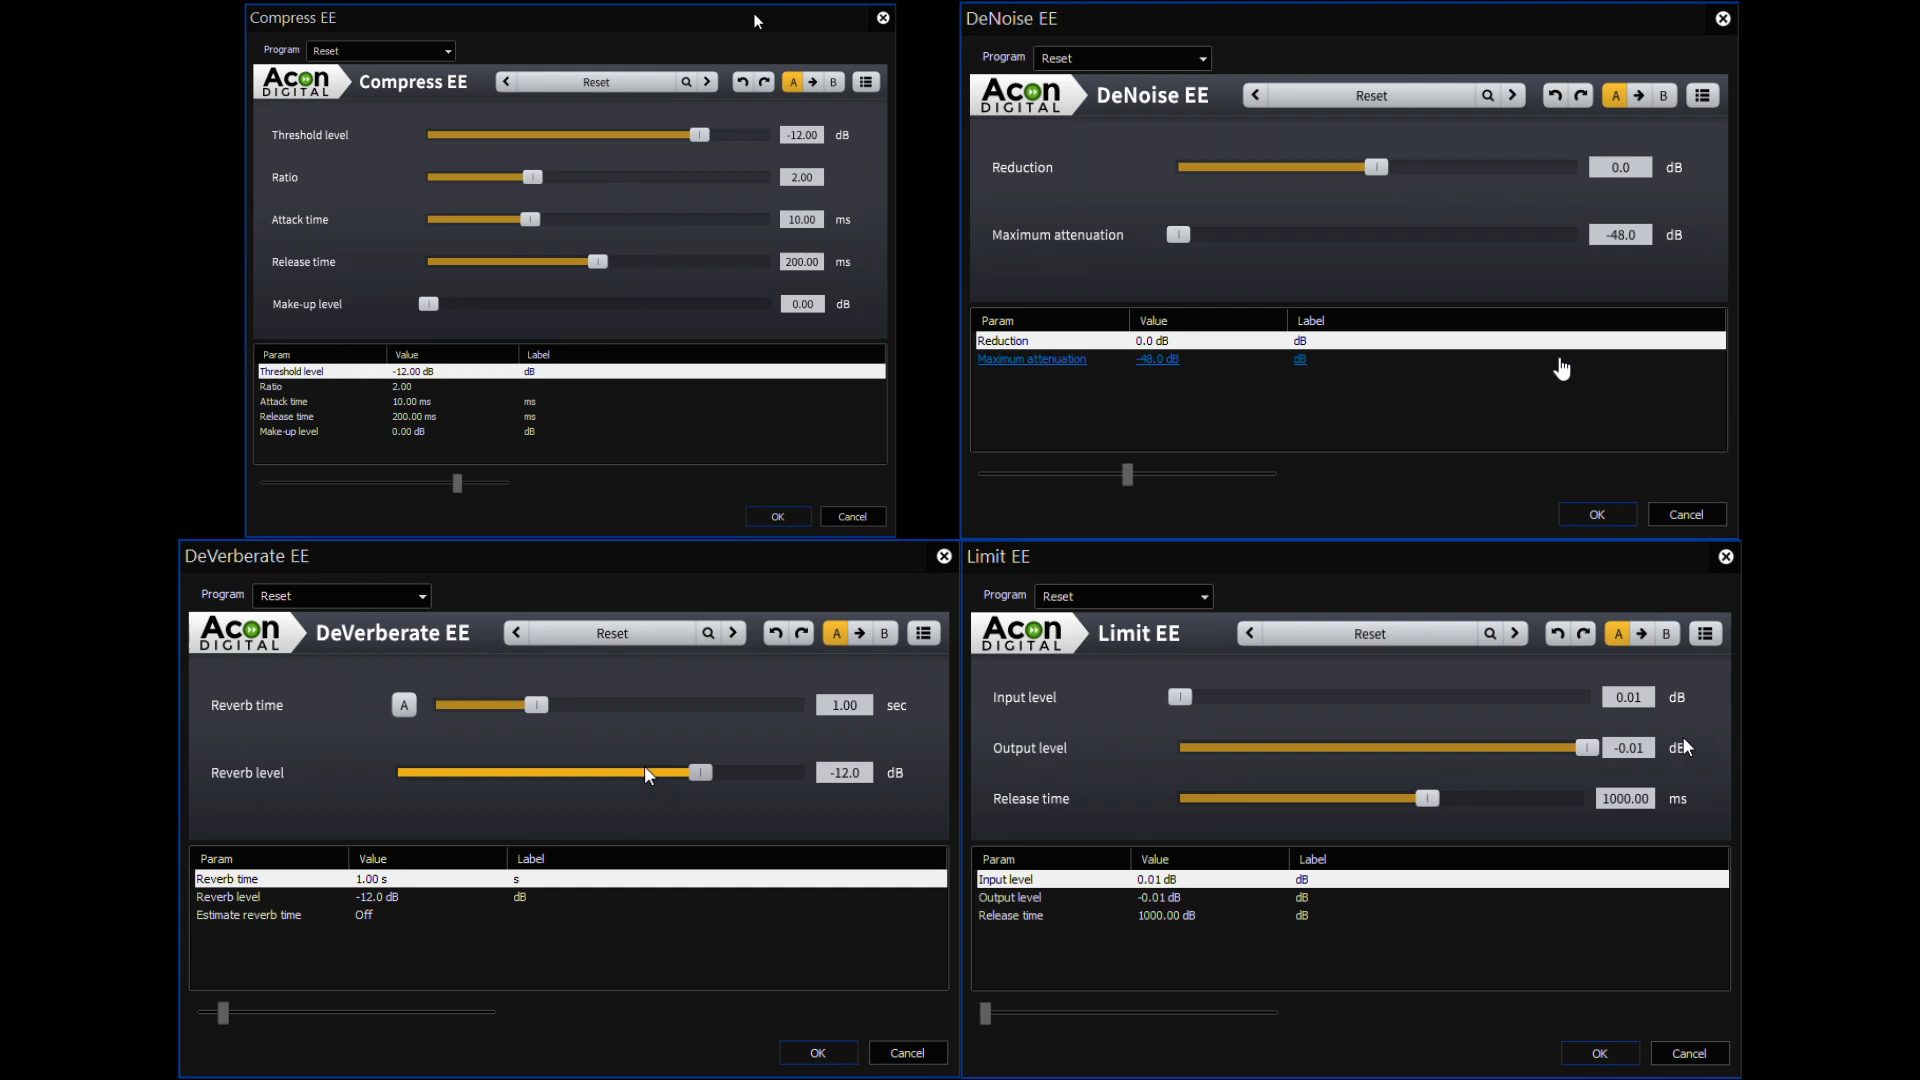 Compress EE
Program Reset
Acon DIGITAL Compress EE Reset A B
Threshold level -12.00 dB
Ratio 2.00
Attack time 10.00 ms
Release time 200.00 ms
Make-up level 0.00 dB
Param Value Label
Threshold level -12.00 dB dB
Ratio 2.00
Attack time 10.00 ms ms
Release time 200.00 ms ms
Make-up level 0.00 dB dB
OK Cancel
DeNoise EE
Program Reset
Acon DIGITAL DeNoise EE Reset A B
Reduction 0.0 dB
Maximum attenuation -48.0 dB
Param Value Label
Reduction 0.0 dB dB
Maximum attenuation -48.0 dB dB
OK Cancel
DeVerberate EE
Program Reset
Acon DIGITAL DeVerberate EE Reset A B
Reverb time A 1.00 sec
Reverb level -12.0 dB
Param Value Label
Reverb time 1.00 s s
Reverb level -12.0 dB dB
Estimate reverb time Off
OK Cancel
Limit EE
Program Reset
Acon DIGITAL Limit EE Reset A B
Input level 0.01 dB
Output level -0.01 dB
Release time 1000.00 ms
Param Value Label
Input level 0.01 dB dB
Output level -0.01 dB dB
Release time 1000.00 dB dB
OK Cancel